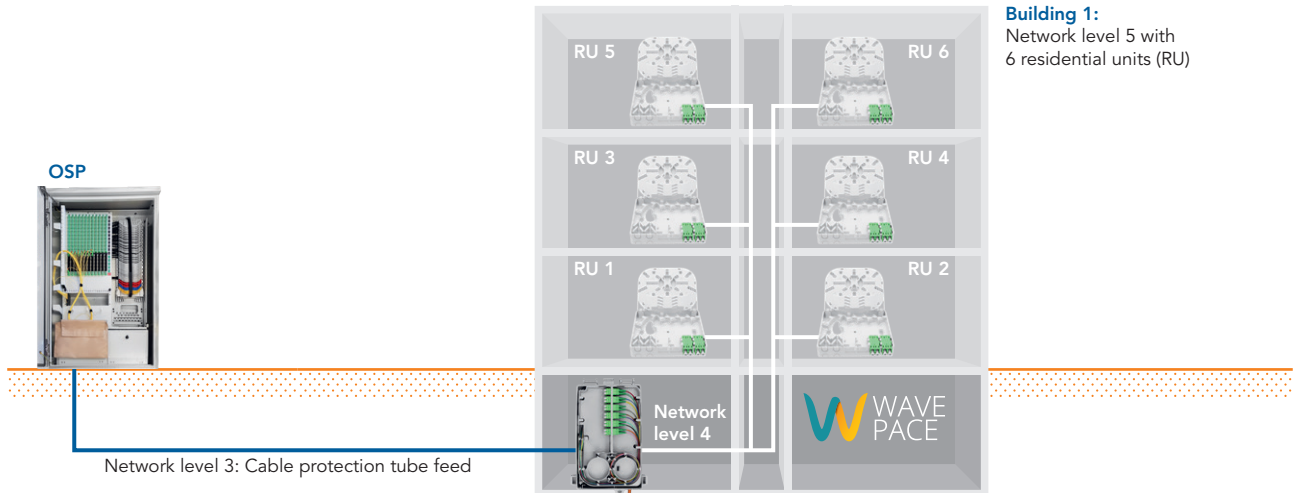 Building 1:
Network level 5 with
6 residential units (RU)
RU 5
RU 6
RU 3
RU 4
OSP
RU 1
RU 2
Network
level 4
WAVE
PACE
Network level 3: Cable protection tube feed